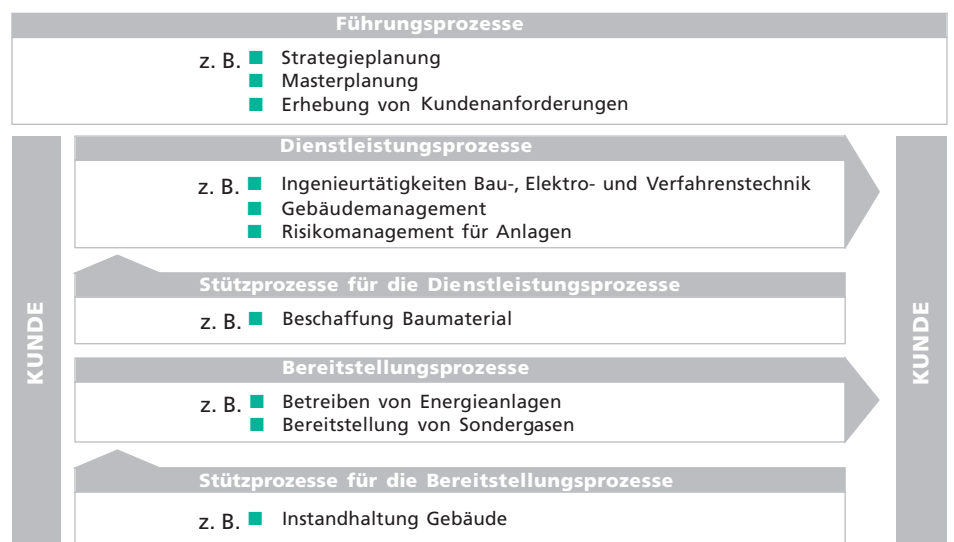 Führungsprozesse
z. B. ■ Strategieplanung
■ Masterplanung
■ Erhebung von Kundenanforderungen
KUNDE
Dienstleistungsprozesse
z. B. ■ Ingenieurtätigkeiten Bau-, Elektro- und Verfahrenstechnik
■ Gebäudemanagement
■ Risikomanagement für Anlagen
Stützprozesse für die Dienstleistungsprozesse
z. B. ■ Beschaffung Baumaterial
Bereitstellungsprozesse
z. B. ■ Betreiben von Energieanlagen
■ Bereitstellung von Sondergasen
Stützprozesse für die Bereitstellungsprozesse
z. B. ■ Instandhaltung Gebäude
KUNDE